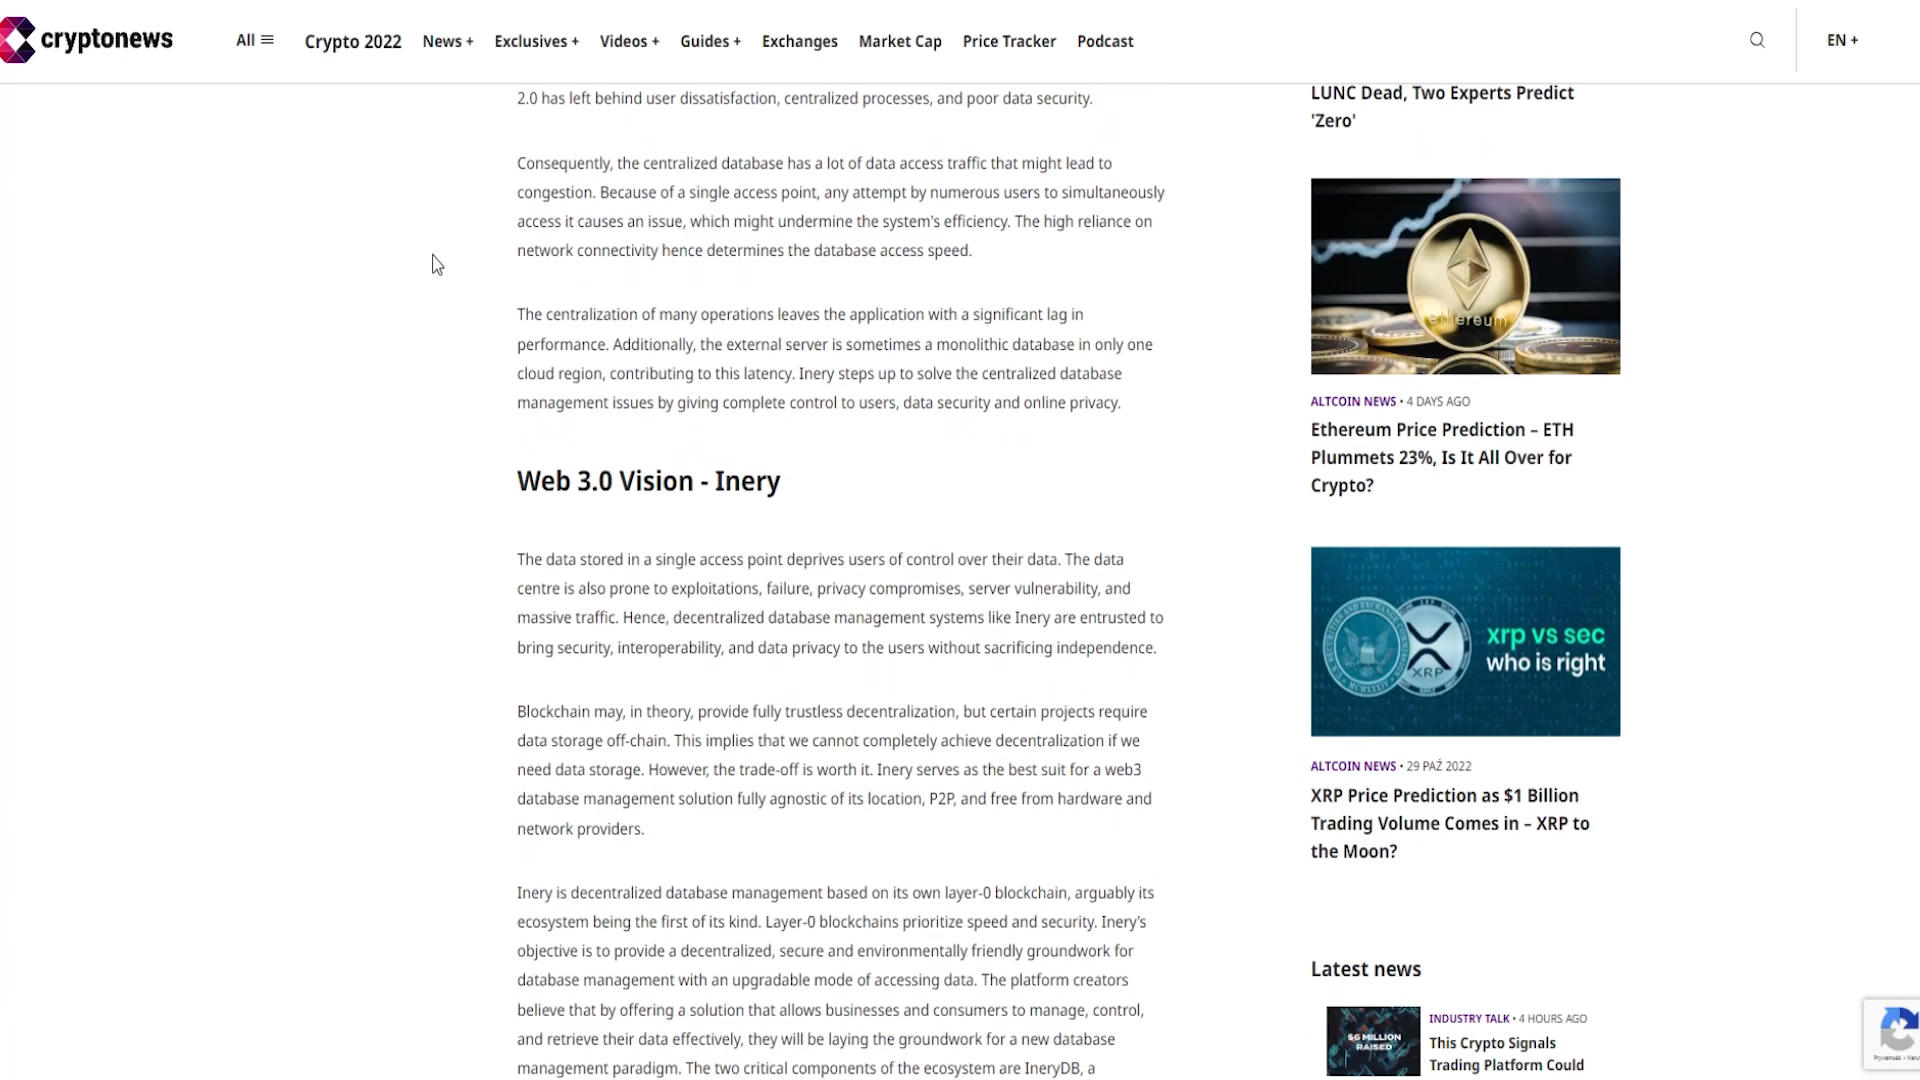 cryptonews
All
Crypto 2022
News +
Exclusives +
Videos +
Guides +
Exchanges
Market Cap
Price Tracker
Podcast
EN +
2.0 has left behind user dissatisfaction, centralized processes, and poor data security.
Consequently, the centralized database has a lot of data access traffic that might lead to
congestion. Because of a single access point, any attempt by numerous users to simultaneously
access it causes an issue, which might undermine the system's efficiency. The high reliance on
network connectivity hence determines the database access speed.
The centralization of many operations leaves the application with a significant lag in
performance. Additionally, the external server is sometimes a monolithic database in only one
cloud region, contributing to this latency. Inery steps up to solve the centralized database
management issues by giving complete control to users, data security and online privacy.
Web 3.0 Vision - Inery
The data stored in a single access point deprives users of control over their data. The data
centre is also prone to exploitations, failure, privacy compromises, server vulnerability, and
massive traffic. Hence, decentralized database management systems like Inery are entrusted to
bring security, interoperability, and data privacy to the users without sacrificing independence.
Blockchain may, in theory, provide fully trustless decentralization, but certain projects require
data storage off-chain. This implies that we cannot completely achieve decentralization if we
need data storage. However, the trade-off is worth it. Inery serves as the best suit for a web3
database management solution fully agnostic of its location, P2P, and free from hardware and
network providers.
Inery is decentralized database management based on its own layer-0 blockchain, arguably its
ecosystem being the first of its kind. Layer-0 blockchains prioritize speed and security. Inery's
objective is to provide a decentralized, secure and environmentally friendly groundwork for
database management with an upgradable mode of accessing data. The platform creators
believe that by offering a solution that allows businesses and consumers to manage, control,
and retrieve their data effectively, they will be laying the groundwork for a new database
management paradigm. The two critical components of the ecosystem are IneryDB, a
LUNC Dead, Two Experts Predict
'Zero'
ethereum
ALTCOIN NEWS • 4 DAYS AGO
Ethereum Price Prediction – ETH
Plummets 23%, Is It All Over for
Crypto?
XRP
xrp vs sec
who is right
ALTCOIN NEWS • 29 PAŹ 2022
XRP Price Prediction as $1 Billion
Trading Volume Comes in – XRP to
the Moon?
Latest news
$6 MILLION
RAISED
INDUSTRY TALK • 4 HOURS AGO
This Crypto Signals
Trading Platform Could